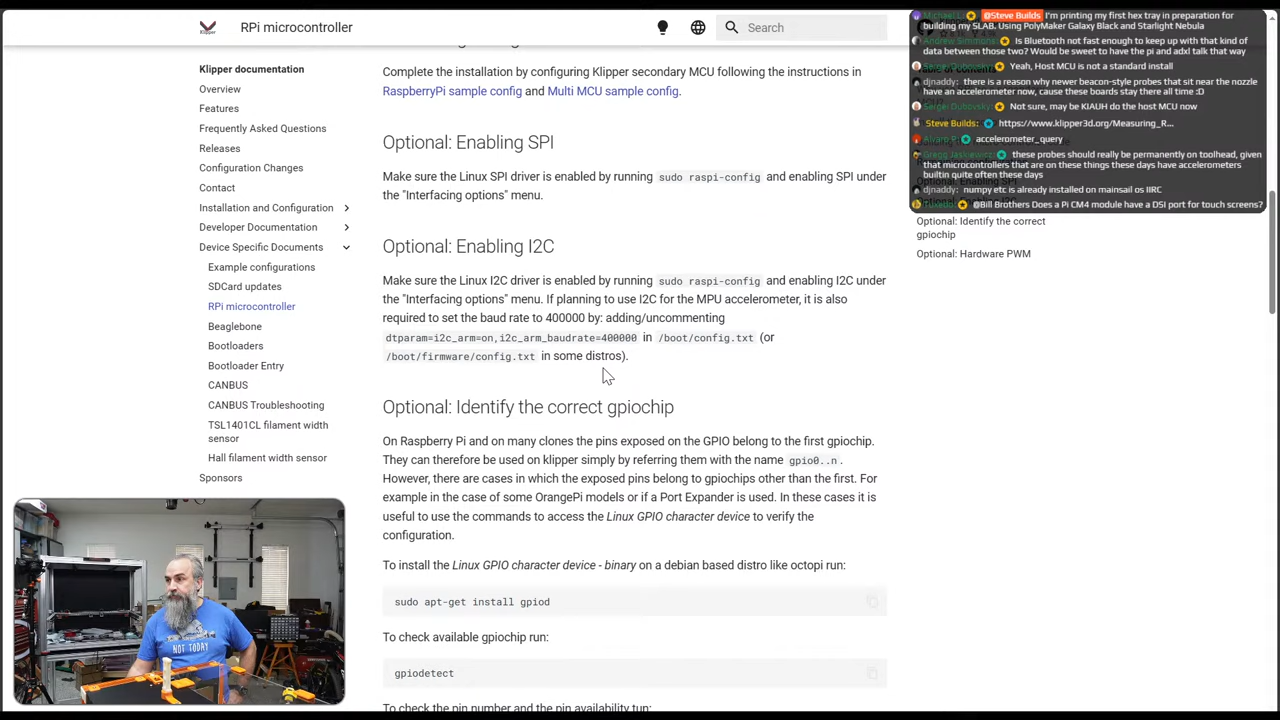 Klipper
RPi microcontroller
Search
Klipper documentation
Overview
Features
Frequently Asked Questions
Releases
Configuration Changes
Contact
Installation and Configuration
Developer Documentation
Device Specific Documents
Example configurations
SDCard updates
RPi microcontroller
Beaglebone
Bootloaders
Bootloader Entry
CANBUS
CANBUS Troubleshooting
TSL1401CL filament width
sensor
Hall filament width sensor
Sponsors
Complete the installation by configuring Klipper secondary MCU following the instructions in
RaspberryPi sample config and Multi MCU sample config.
Optional: Enabling SPI
Make sure the Linux SPI driver is enabled by running sudo raspi-config and enabling SPI under
the "Interfacing options" menu.
Optional: Enabling I2C
Make sure the Linux I2C driver is enabled by running sudo raspi-config and enabling I2C under
the "Interfacing options" menu. If planning to use I2C for the MPU accelerometer, it is also
required to set the baud rate to 400000 by: adding/uncommenting
dtparam=i2c_arm=on,i2c_arm_baudrate=400000 in /boot/config.txt (or
/boot/firmware/config.txt in some distros).
Optional: Identify the correct gpiochip
On Raspberry Pi and on many clones the pins exposed on the GPIO belong to the first gpiochip.
They can therefore be used on klipper simply by referring them with the name gpio0..n .
However, there are cases in which the exposed pins belong to gpiochips other than the first. For
example in the case of some OrangePi models or if a Port Expander is used. In these cases it is
useful to use the commands to access the Linux GPIO character device to verify the
configuration.
To install the Linux GPIO character device - binary on a debian based distro like octopi run:
sudo apt-get install gpiod
To check available gpiochip run:
gpiodetect
To check the pin number and the pin availability tun:
@Steve Builds I'm printing my first hex tray in preparation for
building my SLAB. Using PolyMaker Galaxy Black and Starlight Nebula
Andrew Simmons Is Bluetooth not fast enough to keep up with that kind of
data between those two? Would be sweet to have the pi and adxl talk that way
Sergei Dubovsky Yeah, Host MCU is not a standard install
djnaddy: there is a reason why newer beacon-style probes that sit near the nozzle
have an accelerometer now, cause these boards stay there all time :D
Sergei Dubovsky Not sure, may be KIAUH do the host MCU now
Steve Builds: https://www.klipper3d.org/Measuring_R...
accelerometer_query
these probes should really be permanently on toolhead, given
that microcontrollers that are on these things these days have accelerometers
builtin quite often these days
djnaddy: numpy etc is already installed on mainsail os IIRC
@Bill Brothers Does a Pi CM4 module have a DSI port for touch screens?
Optional: Identify the correct
gpiochip
Optional: Hardware PWM
NOT TODAY